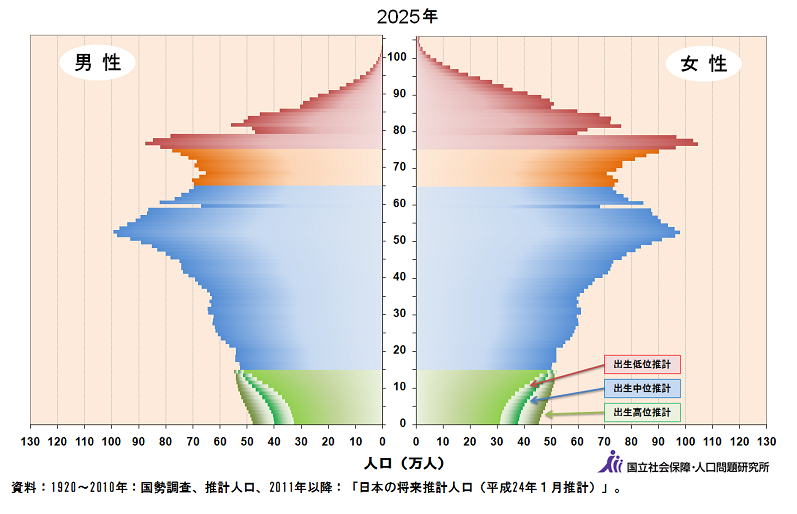 2025年
男 性
女 性
100
90
80
70
60
50
40
30
20
10
0
出生低位推計
出生中位推計
出生高位推計
130 120 110 100 90 80 70 60 50 40 30 20 10 0
0 10 20 30 40 50 60 70 80 90 100 110 120 130
人口（万人）
国立社会保障・人口問題研究所
資料：1920～2010年：国勢調査、推計人口、2011年以降：「日本の将来推計人口（平成24年１月推計）」。